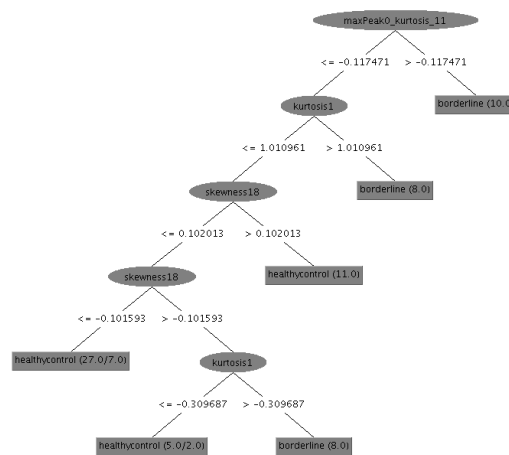 maxPeak0_kurtosis_11
<= -0.117471 > -0.117471
kurtosis1
borderline (10.0
<= 1.010961 > 1.010961
skewness18
borderline (8.0)
<= 0.102013 > 0.102013
skewness18
healthycontrol (11.0)
<= -0.101593 > -0.101593
healthycontrol (27.0/7.0)
kurtosis1
<= -0.309687 > -0.309687
healthycontrol (5.0/2.0)
borderline (8.0)